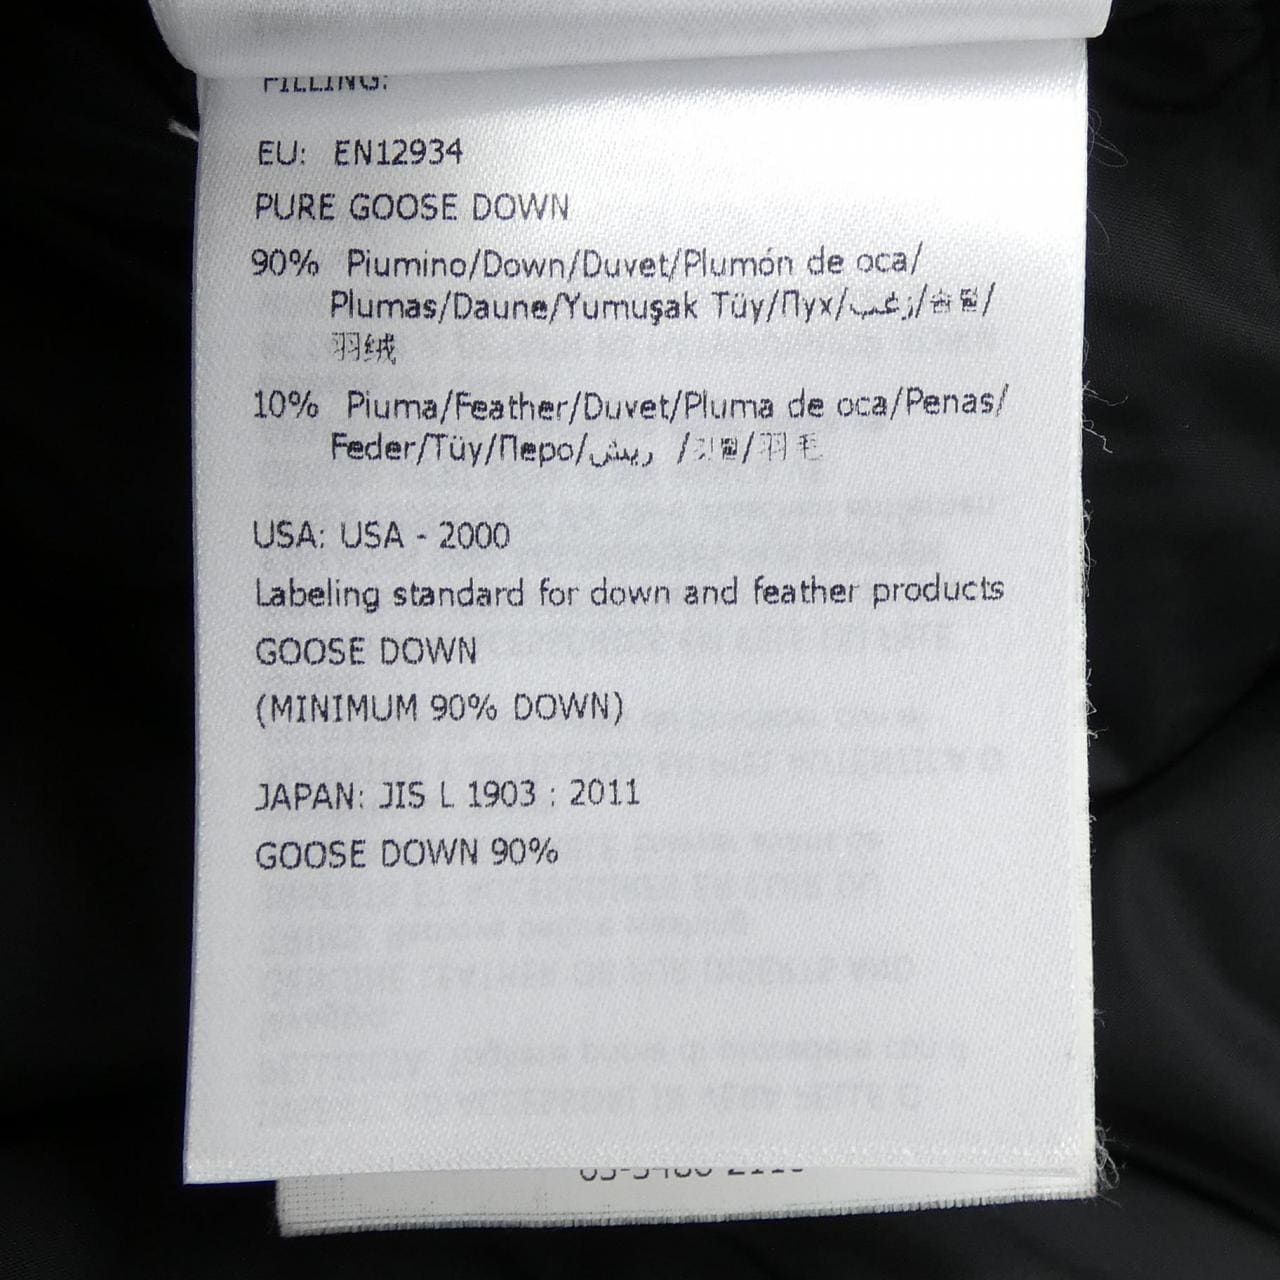 FILLING:
EU: EN12934
PURE GOOSE DOWN
90% Piumino/Down/Duvet/Plumón de oca/
Plumas/Daune/Yumuşak Tüy/Пух/زغب/솜털/
羽绒
10% Piuma/Feather/Duvet/Pluma de oca/Penas/
Feder/Tüy/Перо/ريش /깃털/羽毛
USA: USA - 2000
Labeling standard for down and feather products
GOOSE DOWN
(MINIMUM 90% DOWN)
JAPAN: JIS L 1903 : 2011
GOOSE DOWN 90%